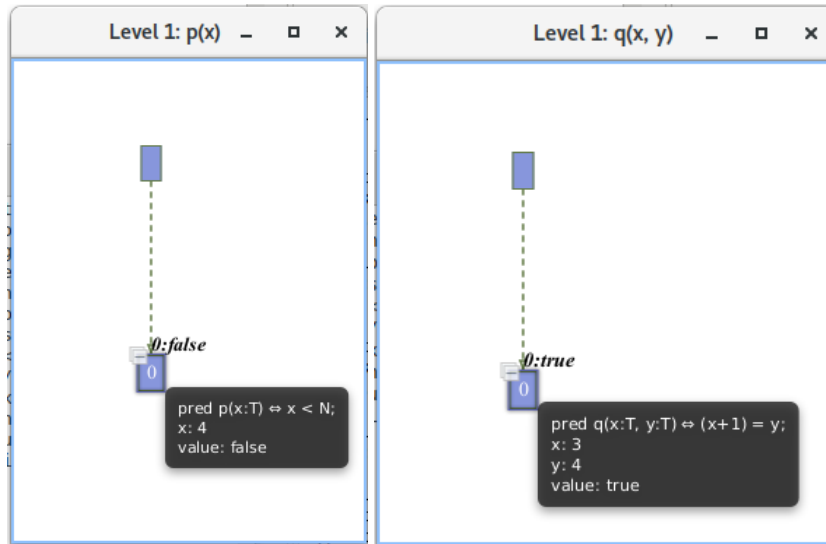 Level 1: p(x)
0:false
0
pred p(x:T) ⇔ x < N;
x: 4
value: false
Level 1: q(x, y)
0:true
0
pred q(x:T, y:T) ⇔ (x+1) = y;
x: 3
y: 4
value: true